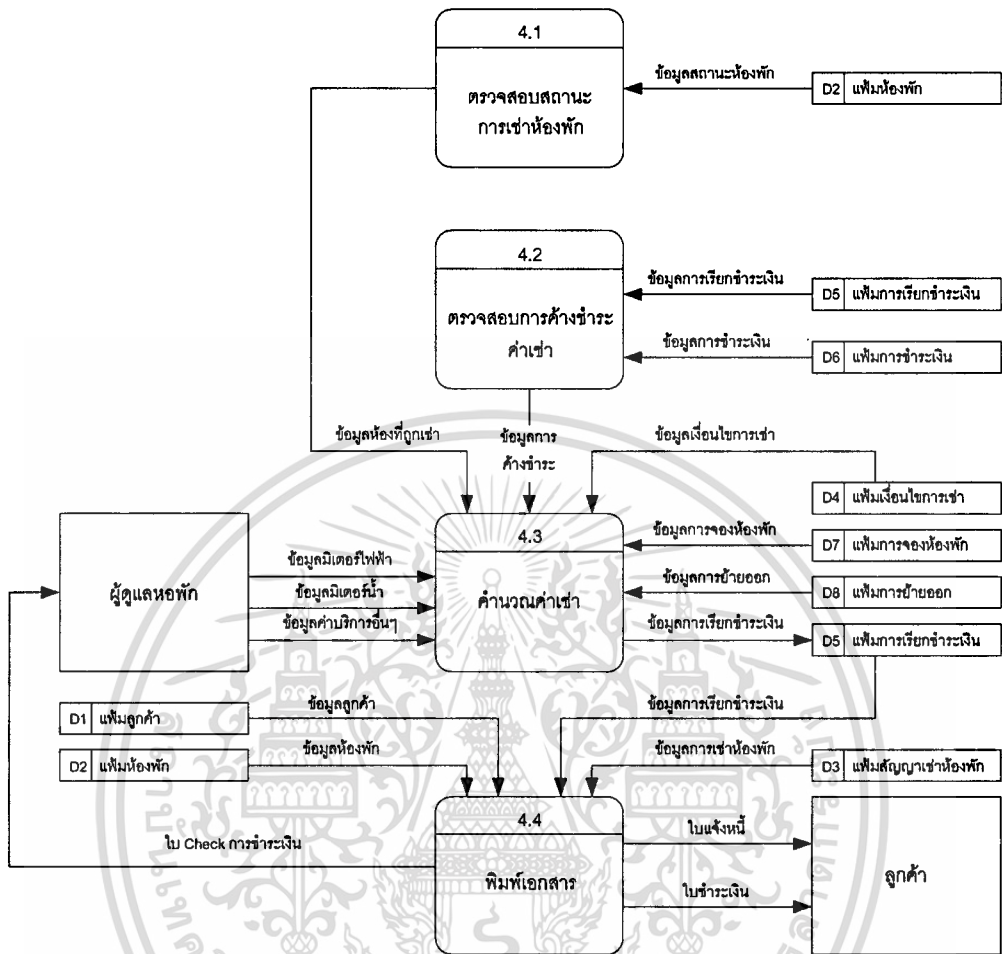 4.1
ตรวจสอบสถานะ
การเช่าห้องพัก
ข้อมูลสถานะห้องพัก
D2 แฟ้มห้องพัก
4.2
ตรวจสอบการค้างชำระ
ค่าเช่า
ข้อมูลการเรียกชำระเงิน
D5 แฟ้มการเรียกชำระเงิน
ข้อมูลการชำระเงิน
D6 แฟ้มการชำระเงิน
ข้อมูลห้องที่ถูกเช่า
ข้อมูลการ
ค้างชำระ
ข้อมูลเงื่อนไขการเช่า
D4 แฟ้มเงื่อนไขการเช่า
ผู้ดูแลหอพัก
ข้อมูลมิเตอร์ไฟฟ้า
ข้อมูลมิเตอร์น้ำ
ข้อมูลค่าบริการอื่นๆ
4.3
คำนวณค่าเช่า
ข้อมูลการจองห้องพัก
D7 แฟ้มการจองห้องพัก
ข้อมูลการย้ายออก
D8 แฟ้มการย้ายออก
ข้อมูลการเรียกชำระเงิน
D5 แฟ้มการเรียกชำระเงิน
D1 แฟ้มลูกค้า
ข้อมูลลูกค้า
ข้อมูลการเรียกชำระเงิน
D2 แฟ้มห้องพัก
ข้อมูลห้องพัก
ข้อมูลการเช่าห้องพัก
D3 แฟ้มสัญญาเช่าห้องพัก
ใบ Check การชำระเงิน
4.4
พิมพ์เอกสาร
ใบแจ้งหนี้
ใบชำระเงิน
ลูกค้า